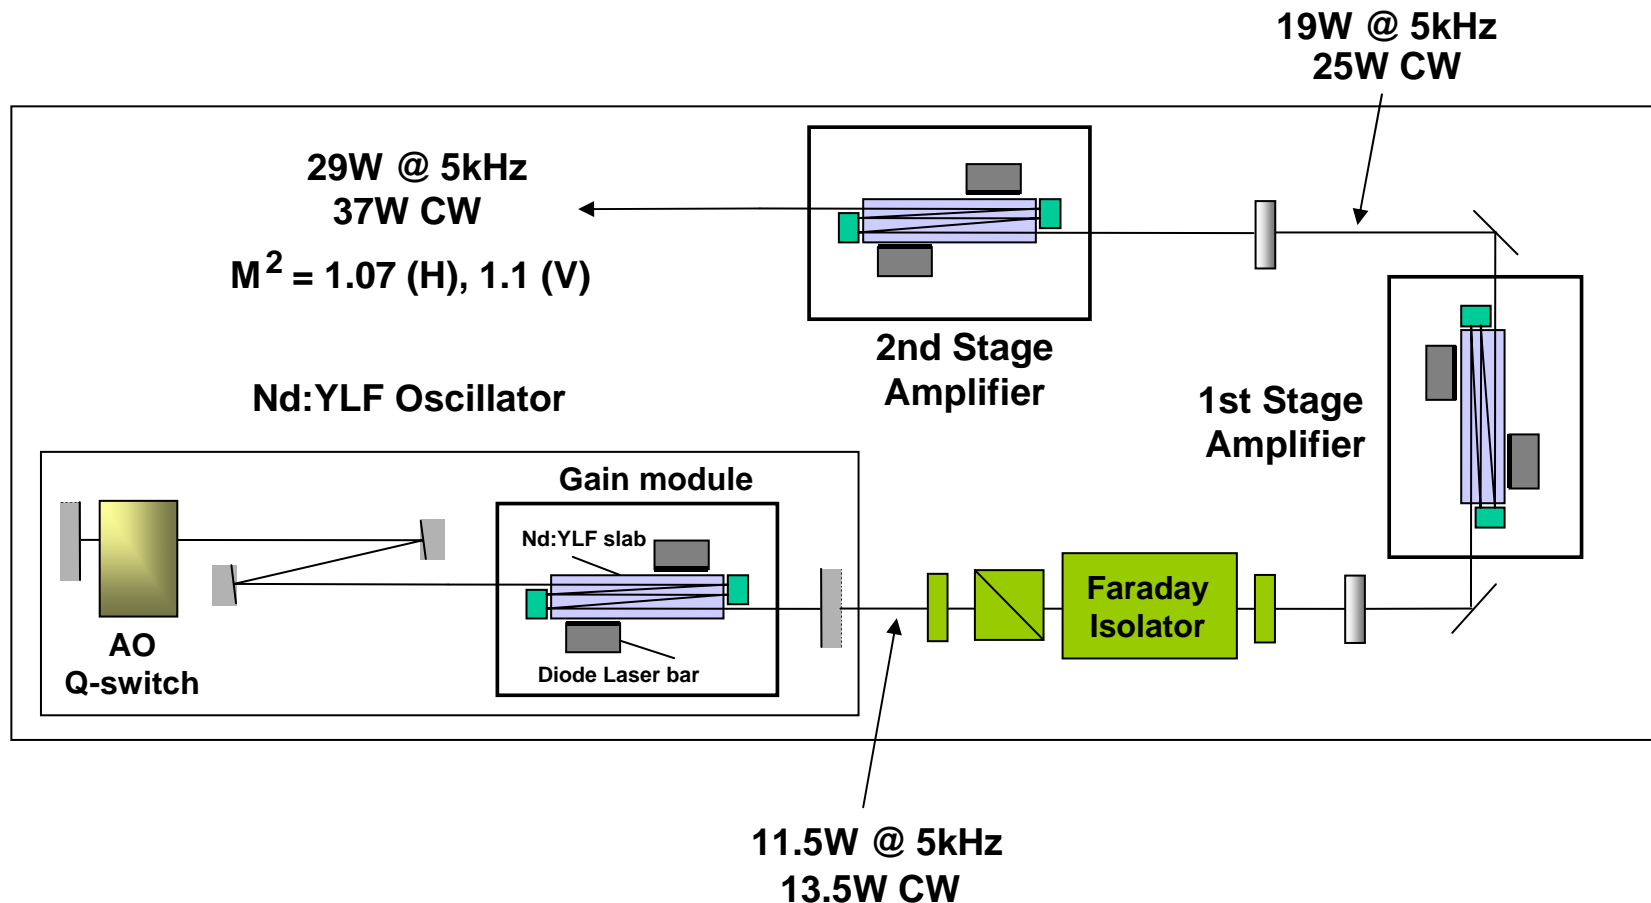 19W @ 5kHz
25W CW
29W @ 5kHz
37W CW
M² = 1.07 (H), 1.1 (V)
2nd Stage
Amplifier
1st Stage
Amplifier
Nd:YLF Oscillator
Gain module
Nd:YLF slab
Diode Laser bar
AO
Q-switch
Faraday
Isolator
11.5W @ 5kHz
13.5W CW